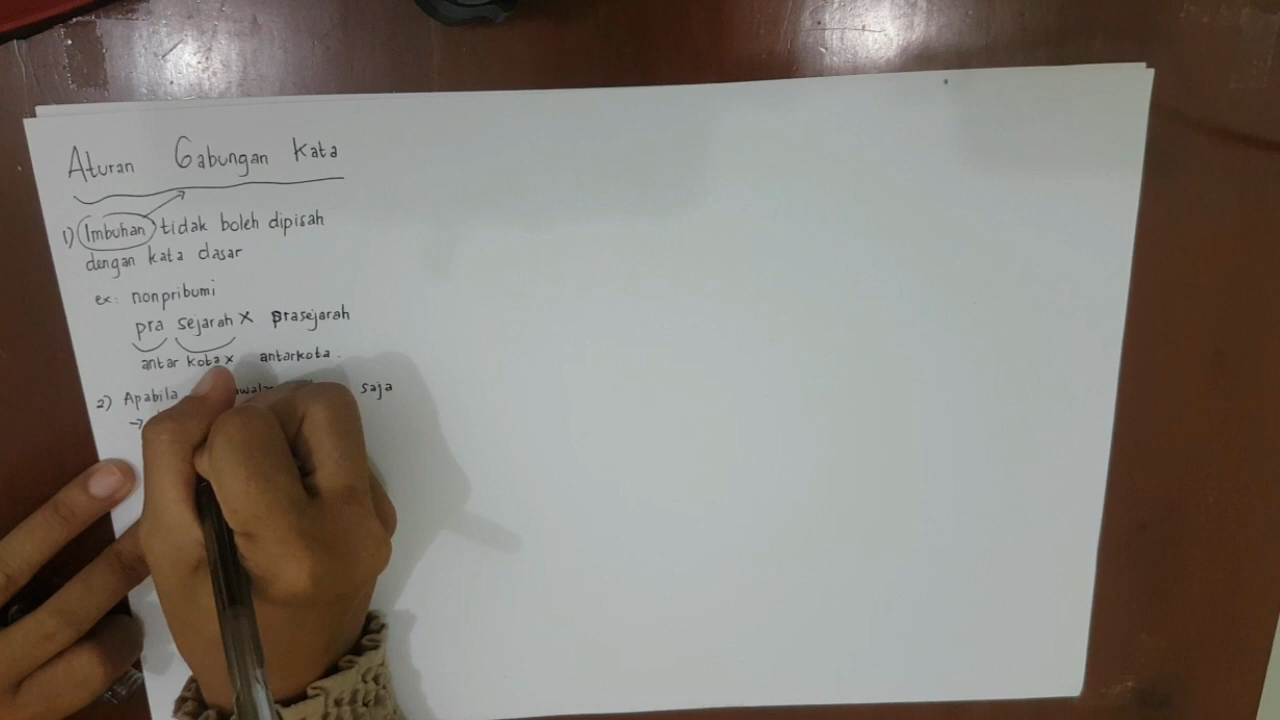 Aturan Gabungan Kata
1) Imbuhan tidak boleh dipisah
dengan kata dasar
ex: nonpribumi
pra sejarah x prasejarah
antar kota x antarkota.
2) Apabila saja
→